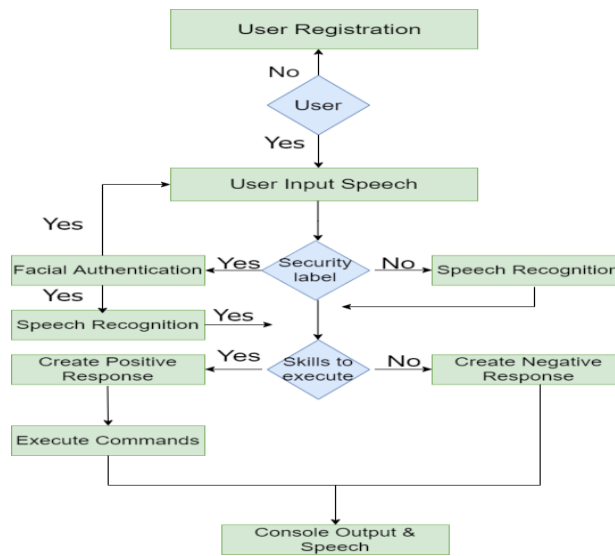 User Registration
No
User
Yes
User Input Speech
Yes
Facial Authentication
Yes
Security
label
No
Speech Recognition
Yes
Speech Recognition
Yes
Create Positive
Response
Yes
Skills to
execute
No
Create Negative
Response
Execute Commands
Console Output &
Speech